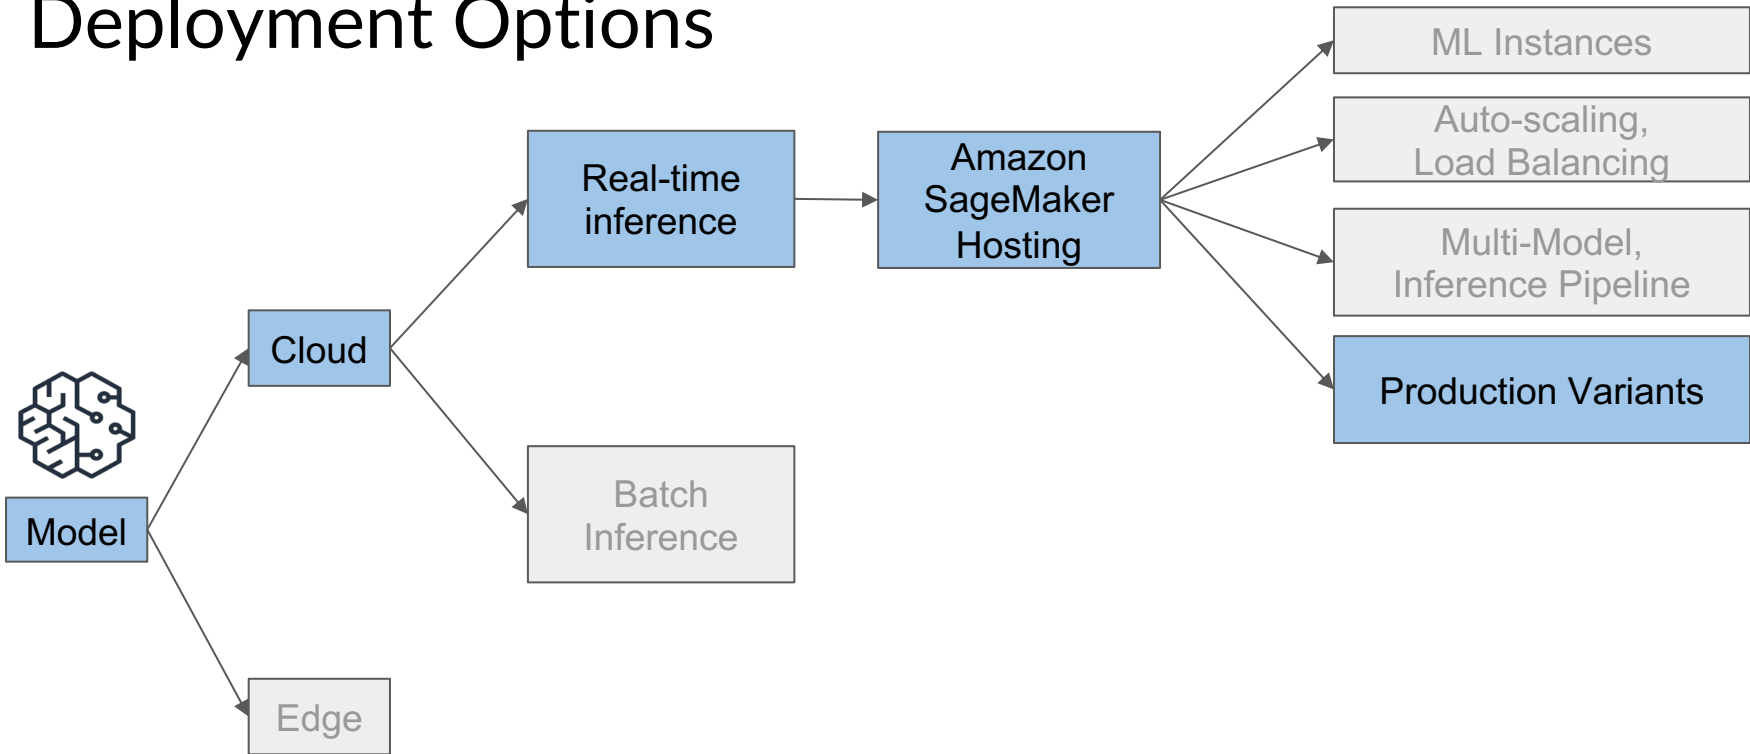 Deployment Options
ML Instances
Auto-scaling,
Load Balancing
Real-time
inference
Amazon
SageMaker
Hosting
Multi-Model,
Inference Pipeline
Cloud
Production Variants
Batch
Inference
Model
Edge